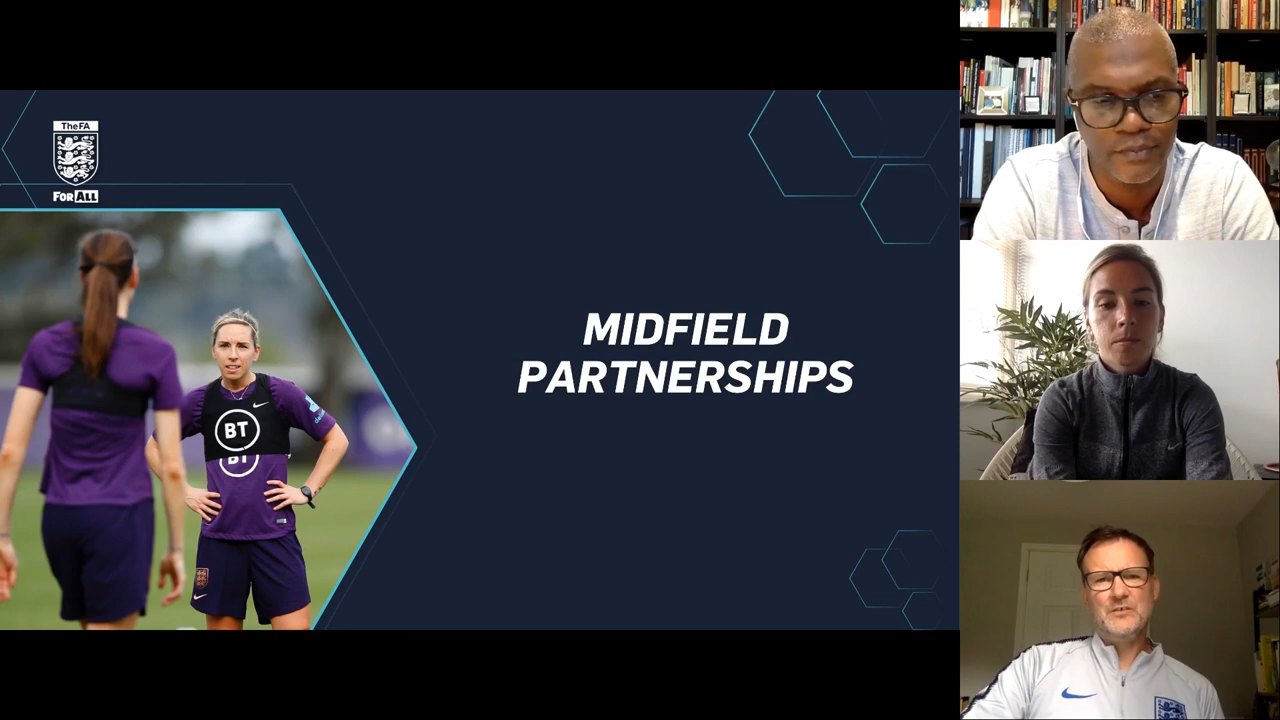 TheFA
FOR ALL
MIDFIELD
PARTNERSHIPS
BT
BT